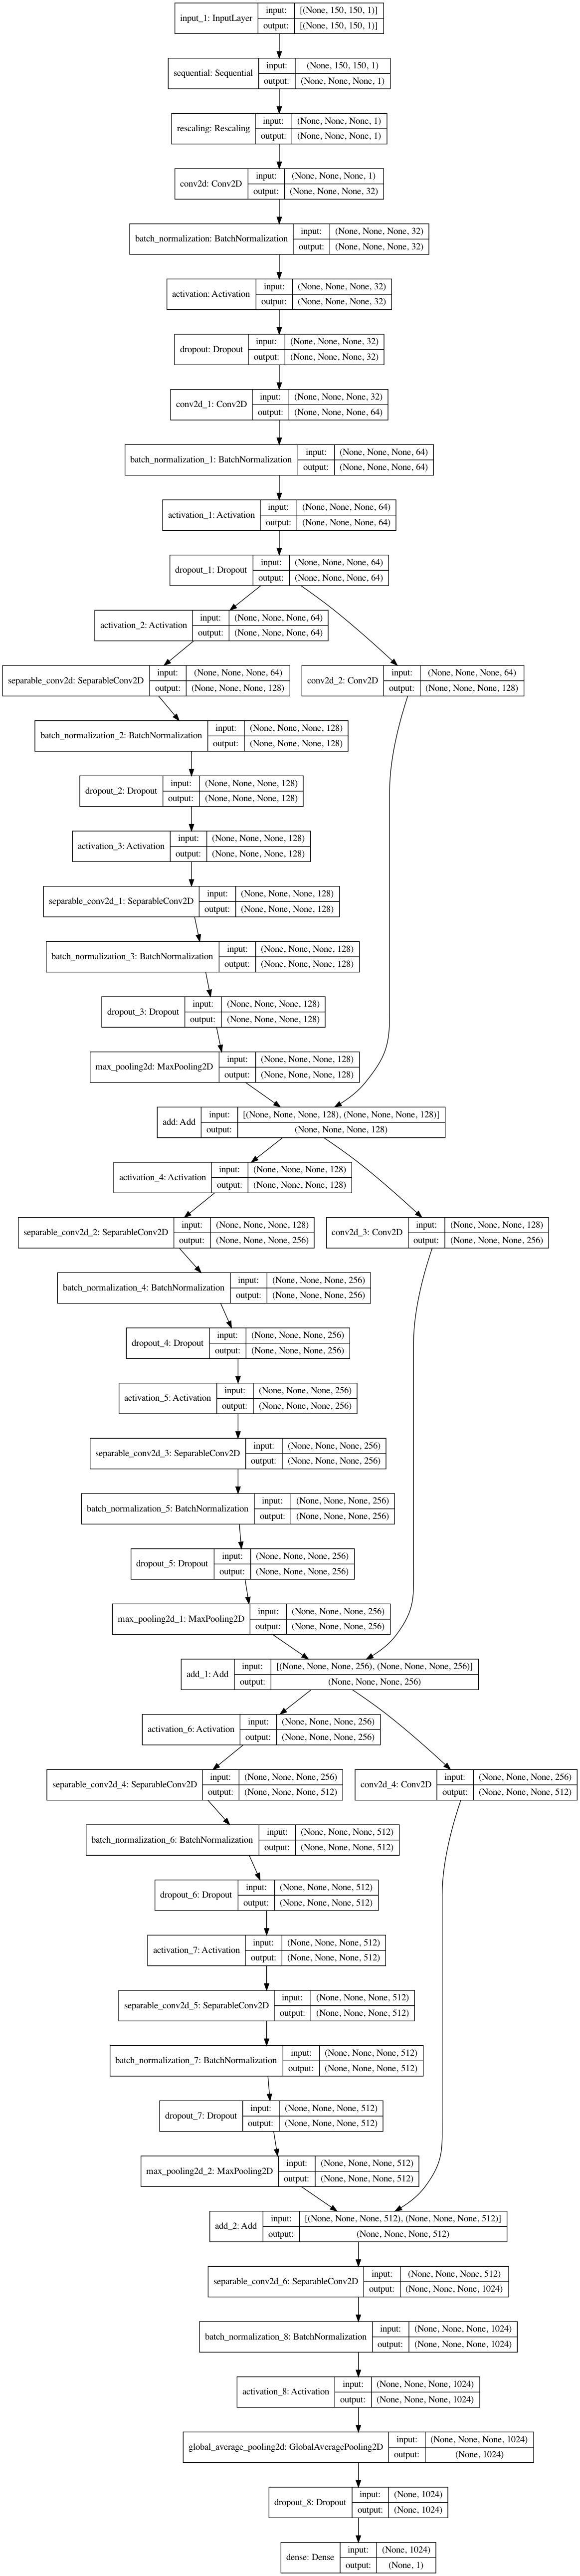 input_1: InputLayer input: [(None, 150, 150, 1)]
output: [(None, 150, 150, 1)]
sequential: Sequential input: (None, 150, 150, 1)
output: (None, None, None, 1)
rescaling: Rescaling input: (None, None, None, 1)
output: (None, None, None, 1)
conv2d: Conv2D input: (None, None, None, 1)
output: (None, None, None, 32)
batch_normalization: BatchNormalization input: (None, None, None, 32)
output: (None, None, None, 32)
activation: Activation input: (None, None, None, 32)
output: (None, None, None, 32)
dropout: Dropout input: (None, None, None, 32)
output: (None, None, None, 32)
conv2d_1: Conv2D input: (None, None, None, 32)
output: (None, None, None, 64)
batch_normalization_1: BatchNormalization input: (None, None, None, 64)
output: (None, None, None, 64)
activation_1: Activation input: (None, None, None, 64)
output: (None, None, None, 64)
dropout_1: Dropout input: (None, None, None, 64)
output: (None, None, None, 64)
activation_2: Activation input: (None, None, None, 64)
output: (None, None, None, 64)
separable_conv2d: SeparableConv2D input: (None, None, None, 64)
output: (None, None, None, 128)
conv2d_2: Conv2D input: (None, None, None, 64)
output: (None, None, None, 128)
batch_normalization_2: BatchNormalization input: (None, None, None, 128)
output: (None, None, None, 128)
dropout_2: Dropout input: (None, None, None, 128)
output: (None, None, None, 128)
activation_3: Activation input: (None, None, None, 128)
output: (None, None, None, 128)
separable_conv2d_1: SeparableConv2D input: (None, None, None, 128)
output: (None, None, None, 128)
batch_normalization_3: BatchNormalization input: (None, None, None, 128)
output: (None, None, None, 128)
dropout_3: Dropout input: (None, None, None, 128)
output: (None, None, None, 128)
max_pooling2d: MaxPooling2D input: (None, None, None, 128)
output: (None, None, None, 128)
add: Add input: [(None, None, None, 128), (None, None, None, 128)]
output: (None, None, None, 128)
activation_4: Activation input: (None, None, None, 128)
output: (None, None, None, 128)
separable_conv2d_2: SeparableConv2D input: (None, None, None, 128)
output: (None, None, None, 256)
conv2d_3: Conv2D input: (None, None, None, 128)
output: (None, None, None, 256)
batch_normalization_4: BatchNormalization input: (None, None, None, 256)
output: (None, None, None, 256)
dropout_4: Dropout input: (None, None, None, 256)
output: (None, None, None, 256)
activation_5: Activation input: (None, None, None, 256)
output: (None, None, None, 256)
separable_conv2d_3: SeparableConv2D input: (None, None, None, 256)
output: (None, None, None, 256)
batch_normalization_5: BatchNormalization input: (None, None, None, 256)
output: (None, None, None, 256)
dropout_5: Dropout input: (None, None, None, 256)
output: (None, None, None, 256)
max_pooling2d_1: MaxPooling2D input: (None, None, None, 256)
output: (None, None, None, 256)
add_1: Add input: [(None, None, None, 256), (None, None, None, 256)]
output: (None, None, None, 256)
activation_6: Activation input: (None, None, None, 256)
output: (None, None, None, 256)
separable_conv2d_4: SeparableConv2D input: (None, None, None, 256)
output: (None, None, None, 512)
conv2d_4: Conv2D input: (None, None, None, 256)
output: (None, None, None, 512)
batch_normalization_6: BatchNormalization input: (None, None, None, 512)
output: (None, None, None, 512)
dropout_6: Dropout input: (None, None, None, 512)
output: (None, None, None, 512)
activation_7: Activation input: (None, None, None, 512)
output: (None, None, None, 512)
separable_conv2d_5: SeparableConv2D input: (None, None, None, 512)
output: (None, None, None, 512)
batch_normalization_7: BatchNormalization input: (None, None, None, 512)
output: (None, None, None, 512)
dropout_7: Dropout input: (None, None, None, 512)
output: (None, None, None, 512)
max_pooling2d_2: MaxPooling2D input: (None, None, None, 512)
output: (None, None, None, 512)
add_2: Add input: [(None, None, None, 512), (None, None, None, 512)]
output: (None, None, None, 512)
separable_conv2d_6: SeparableConv2D input: (None, None, None, 512)
output: (None, None, None, 1024)
batch_normalization_8: BatchNormalization input: (None, None, None, 1024)
output: (None, None, None, 1024)
activation_8: Activation input: (None, None, None, 1024)
output: (None, None, None, 1024)
global_average_pooling2d: GlobalAveragePooling2D input: (None, None, None, 1024)
output: (None, 1024)
dropout_8: Dropout input: (None, 1024)
output: (None, 1024)
dense: Dense input: (None, 1024)
output: (None, 1)